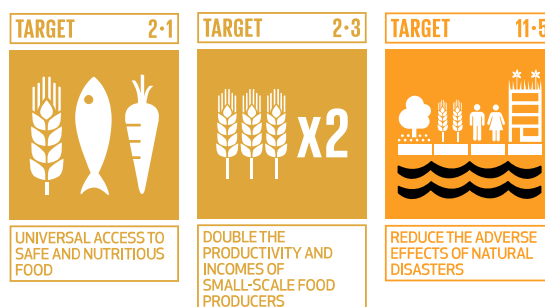 TARGET 2·1
UNIVERSAL ACCESS TO
SAFE AND NUTRITIOUS
FOOD
TARGET 2·3
x2
DOUBLE THE
PRODUCTIVITY AND
INCOMES OF
SMALL-SCALE FOOD
PRODUCERS
TARGET 11·5
REDUCE THE ADVERSE
EFFECTS OF NATURAL
DISASTERS